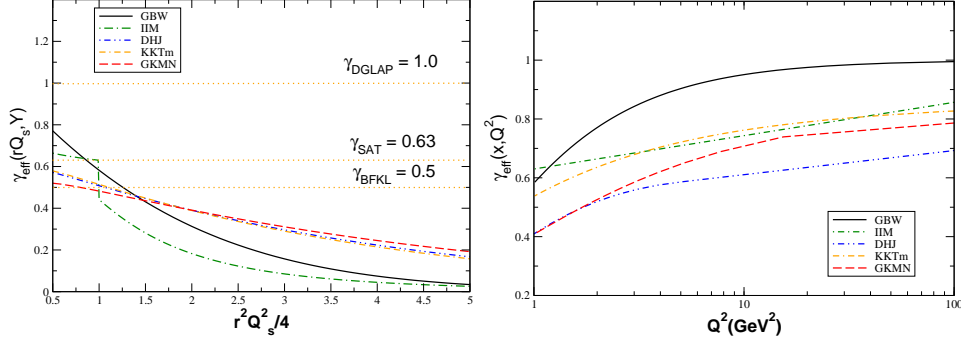 GBW
IIM
DHJ
KKTm
GKMN
γ_DGLAP = 1.0
γ_SAT = 0.63
γ_BFKL = 0.5
γ_eff(rQ_s,Y)
0
0.2
0.4
0.6
0.8
1
1.2
0.5
1
1.5
2
2.5
3
3.5
4
4.5
5
r²Q²_s/4
γ_eff(x,Q²)
0.2
0.4
0.6
0.8
1
1.2
GBW
IIM
DHJ
KKTm
GKMN
1
10
100
Q²(GeV²)